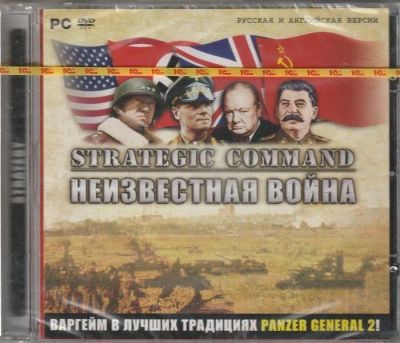 PC DVD
РУССКАЯ И АНГЛИЙСКАЯ ВЕРСИИ
STRATEGIC COMMAND
НЕИЗВЕСТНАЯ ВОЙНА
ВАРГЕЙМ В ЛУЧШИХ ТРАДИЦИЯХ PANZER GENERAL 2!